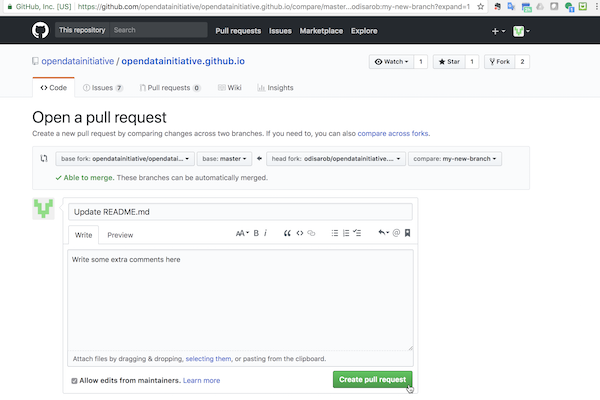 GitHub, Inc. [US] https://github.com/opendatainitiative/opendatainitiative.github.io/compare/master...odisarob:my-new-branch?expand=1
This repository Search Pull requests Issues Marketplace Explore
opendatainitiative / opendatainitiative.github.io Watch 1 Star 1 Fork 2
Code Issues 7 Pull requests 0 Wiki Insights
Open a pull request
Create a new pull request by comparing changes across two branches. If you need to, you can also compare across forks.
base fork: opendatainitiative/opendatai... base: master head fork: odisarob/opendatainitiative.... compare: my-new-branch
Able to merge. These branches can be automatically merged.
Update README.md
Write Preview AA B i
Write some extra comments here
Attach files by dragging & dropping, selecting them, or pasting from the clipboard.
Allow edits from maintainers. Learn more Create pull request